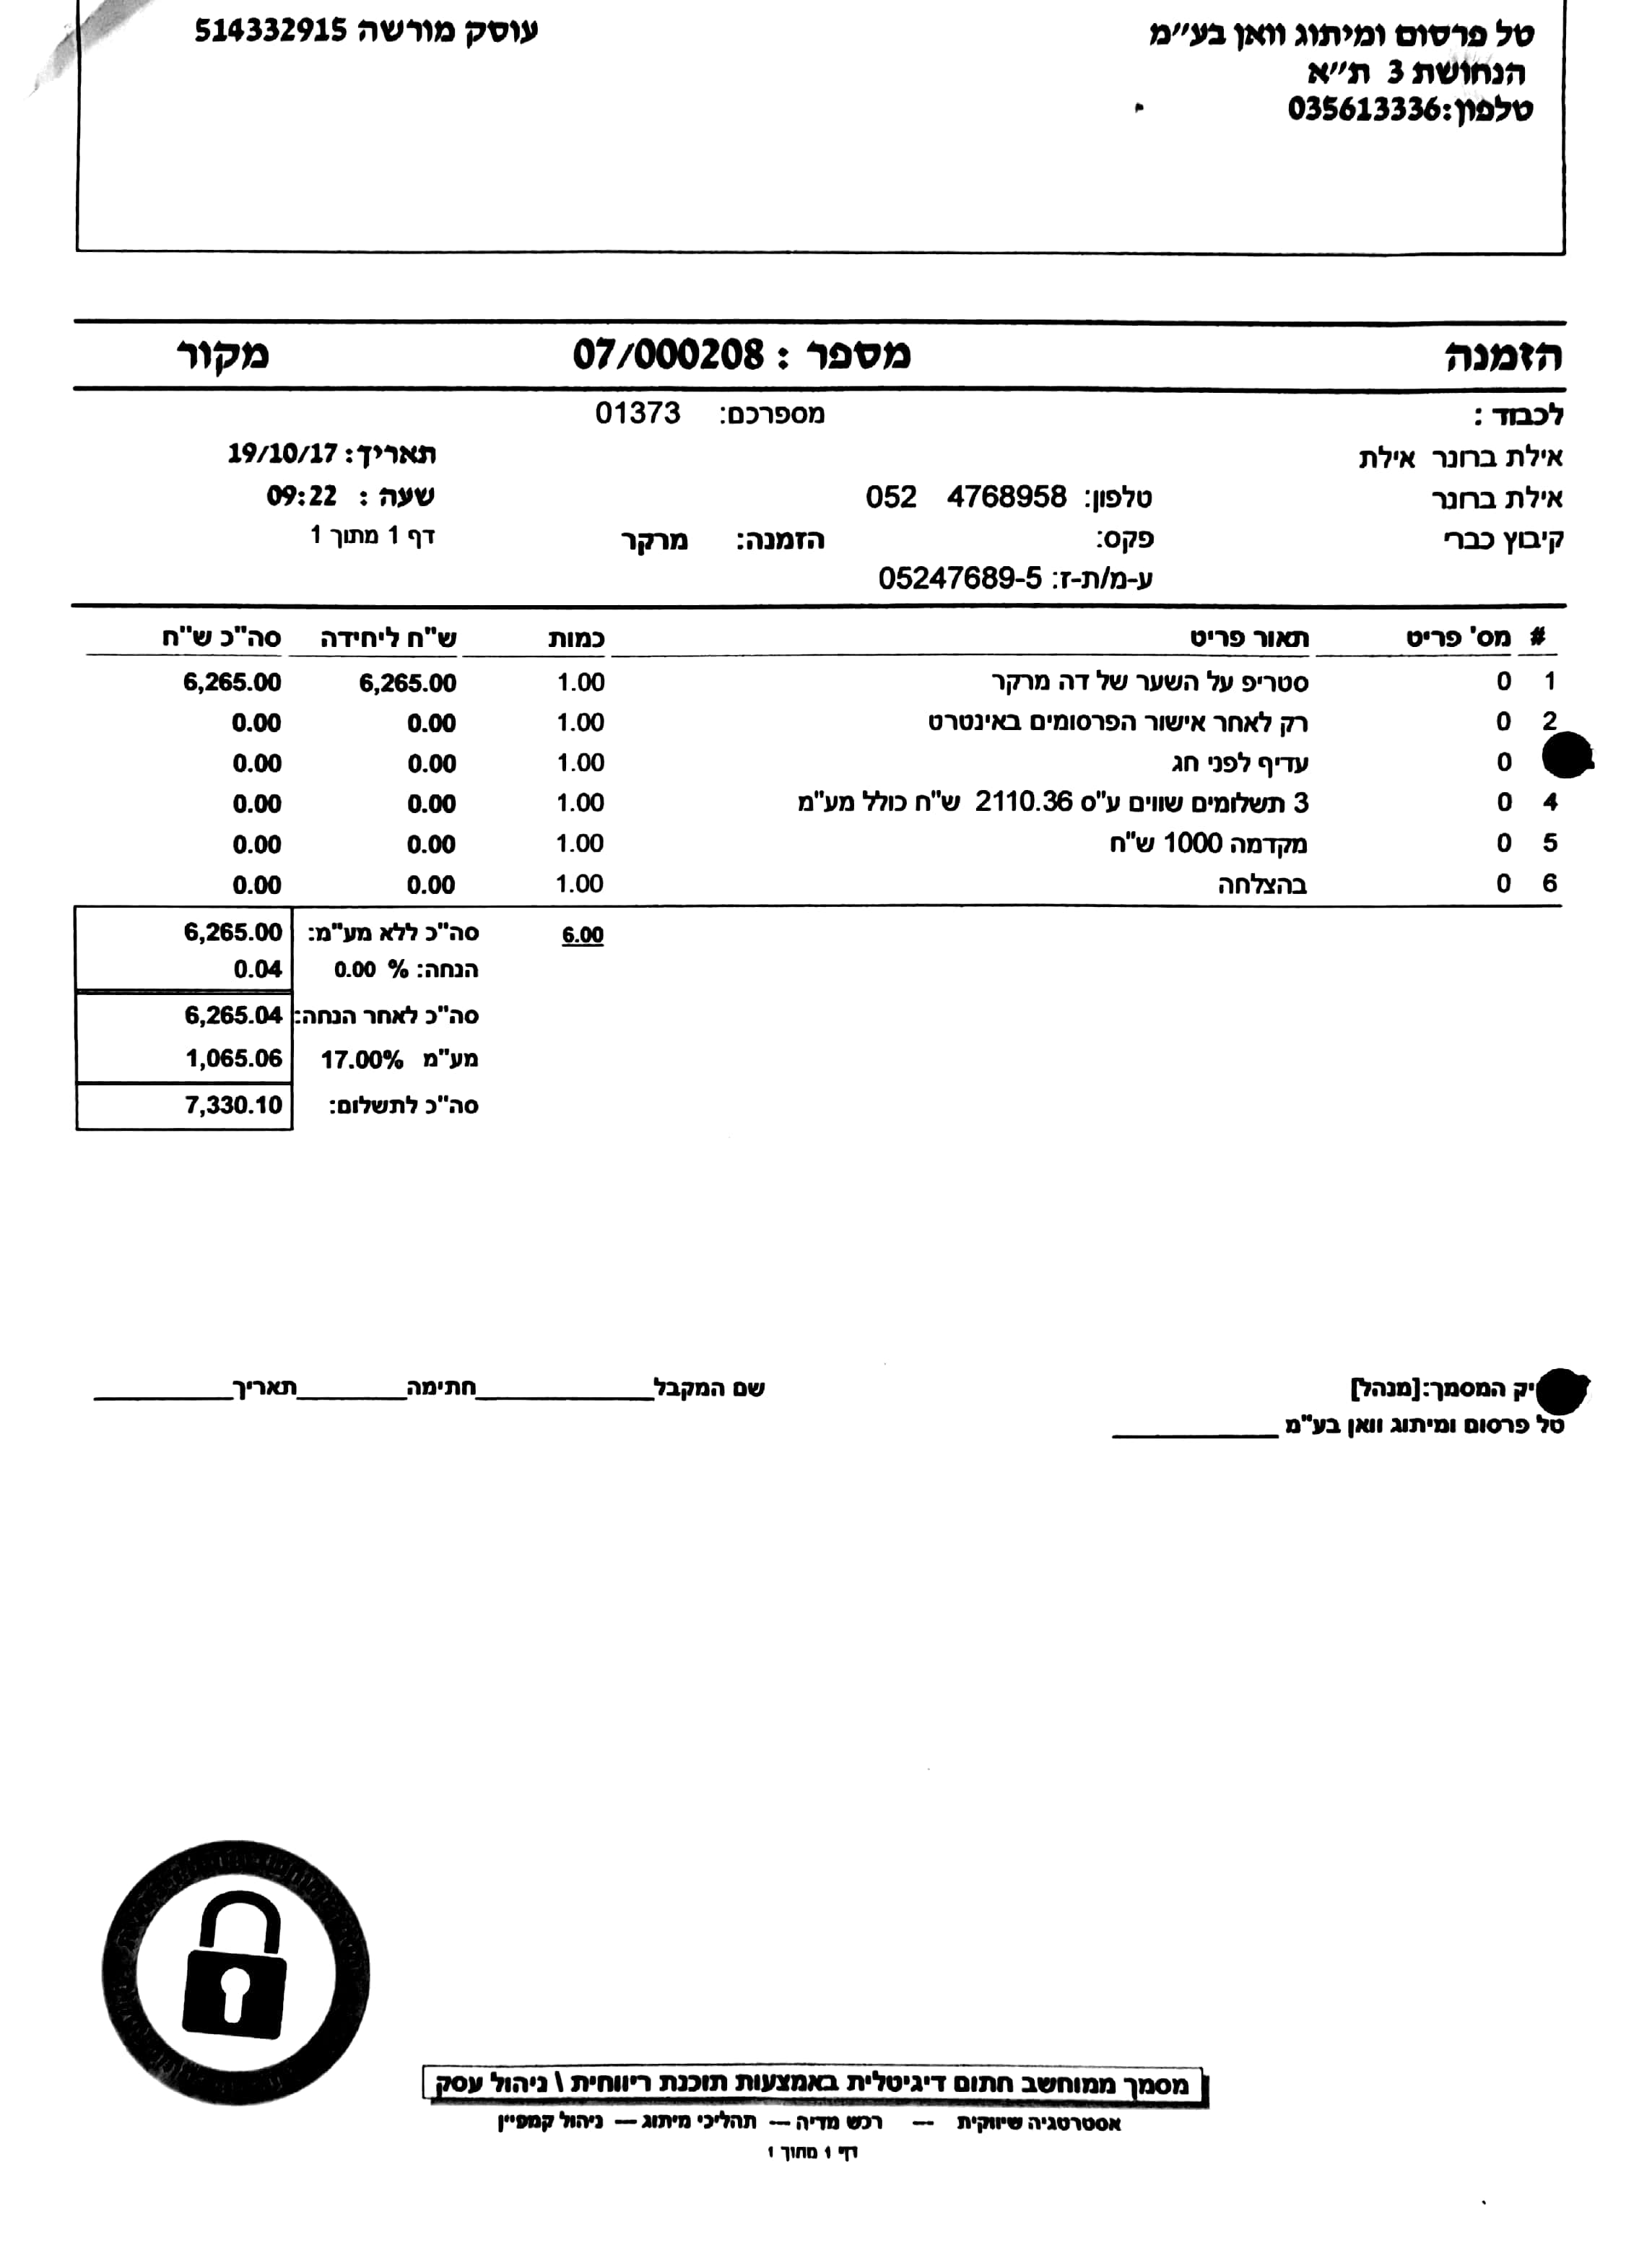 טל פרסום ומיתוג וואן בע״מ עוסק מורשה 514332915
הנחושת 3 ת״א
טלפון:035613336
הזמנה מספר : 07/000208 מקור
לכבוד : מספרכם: 01373
אילת ברונר אילת תאריך: 19/10/17
אילת ברונר טלפון: 052 4768958 שעה : 09:22
קיבוץ כברי פקס: הזמנה: מרקר דף 1 מתוך 1
ע-מ/ת-ז: 05247689-5
# מס' פריט תאור פריט כמות ש"ח ליחידה סה"כ ש"ח
1 0 סטריפ על השער של דה מרקר 1.00 6,265.00 6,265.00
2 0 רק לאחר אישור הפרסומים באינטרט 1.00 0.00 0.00
0 עדיף לפני חג 1.00 0.00 0.00
4 0 3 תשלומים שווים ע"ס 2110.36 ש"ח כולל מע"מ 1.00 0.00 0.00
5 0 מקדמה 1000 ש"ח 1.00 0.00 0.00
6 0 בהצלחה 1.00 0.00 0.00
6.00 סה"כ ללא מע"מ: 6,265.00
הנחה: % 0.00 0.04
סה"כ לאחר הנחה: 6,265.04
מע"מ 17.00% 1,065.06
סה"כ לתשלום: 7,330.10
יק המסמך:[מנהל] שם המקבל_______________חתימה_________תאריך____________
טל פרסום ומיתוג וואן בע"מ ______________
מסמך ממוחשב חתום דיגיטלית באמצעות תוכנת ריווחית \ ניהול עסק
אסטרטגיה שיווקית — רכש מדיה — תהליכי מיתוג — ניהול קמפיין
דף 1 מתוך 1